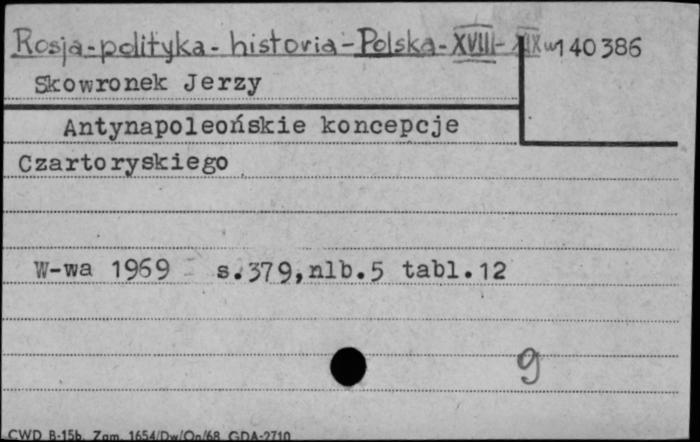 Rosja-polityka-historia-Polska-XVIII-XIX w 140386
Skowronek Jerzy
Antynapoleońskie koncepcje
Czartoryskiego
W-wa 1969 s.379,nlb.5 tabl.12
9
CWD B-15b. Zam. 1654/Dw/On/68 GDA-2710